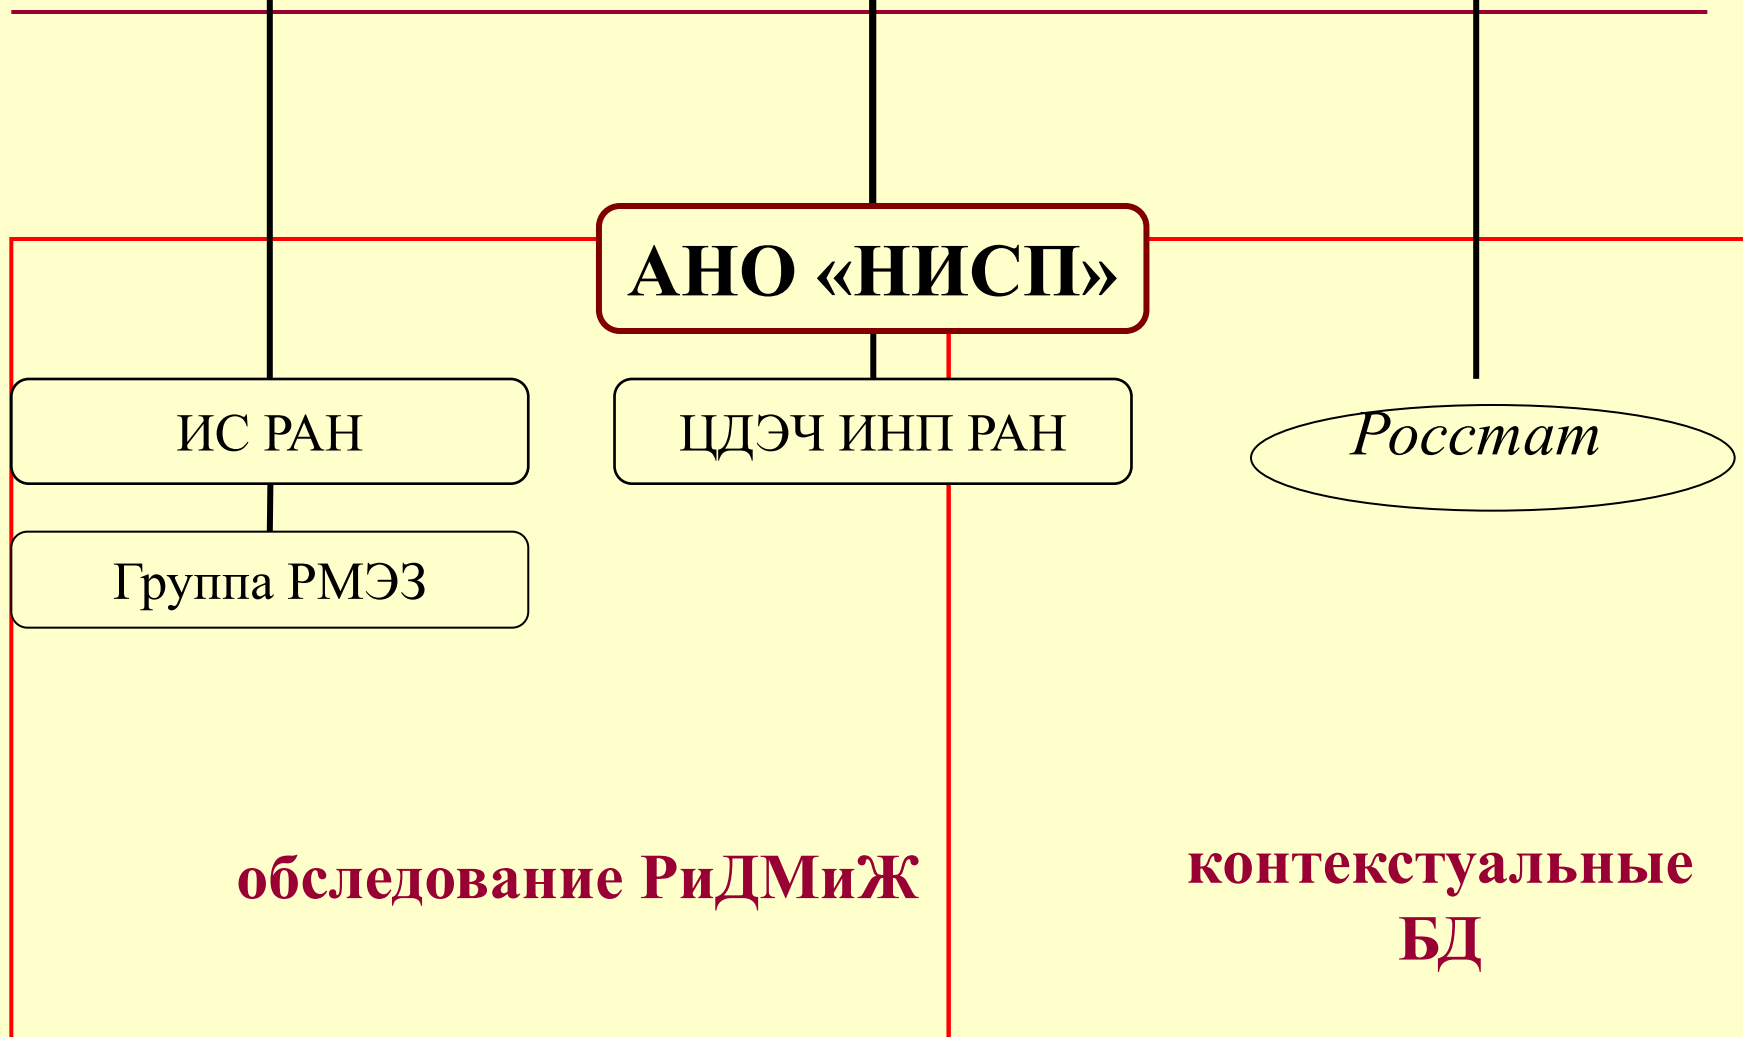 АНО «НИСП»
ИС РАН
ЦДЭЧ ИНП РАН
Росстат
Группа РМЭЗ
обследование РиДМиЖ
контекстуальные
БД